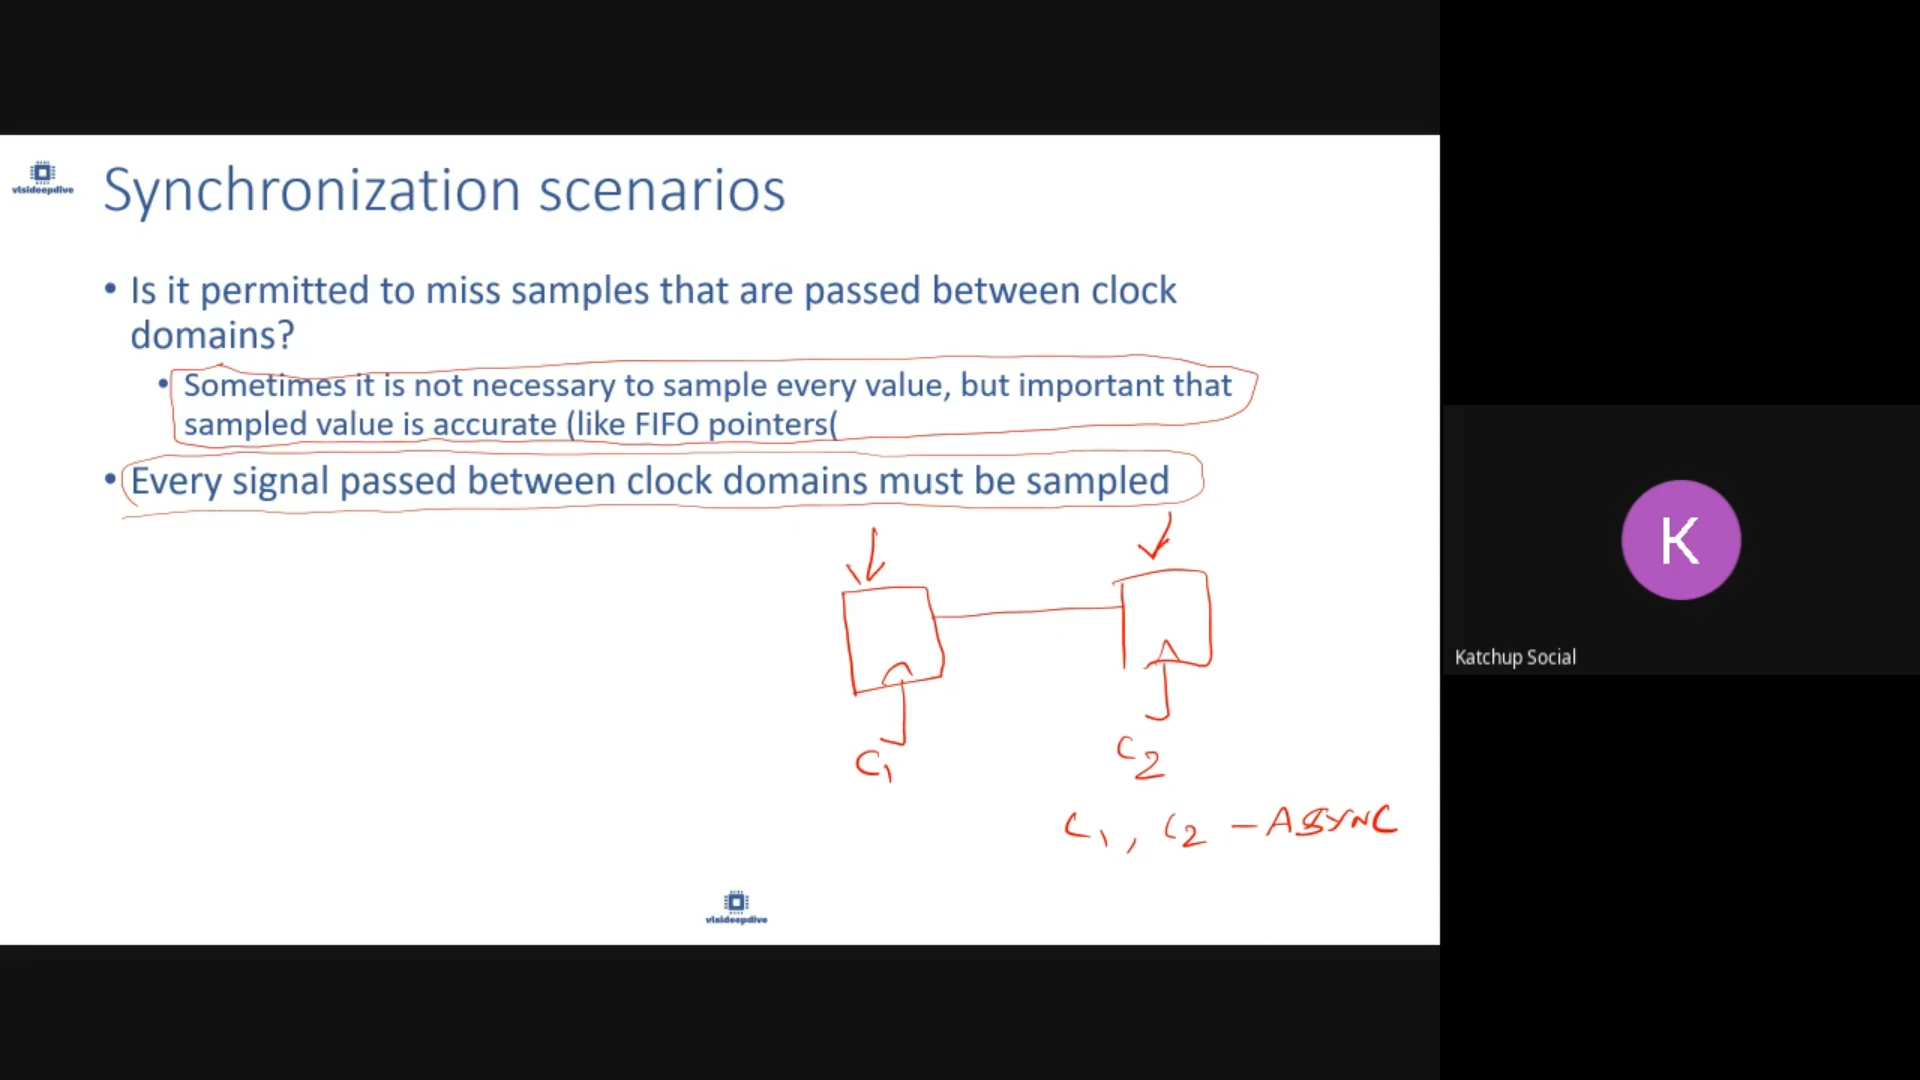 vlsideepdive
Synchronization scenarios
• Is it permitted to miss samples that are passed between clock
domains?
• Sometimes it is not necessary to sample every value, but important that
sampled value is accurate (like FIFO pointers(
• Every signal passed between clock domains must be sampled
C1
C2
C1, C2 - ASYNC
vlsideepdive
K
Katchup Social